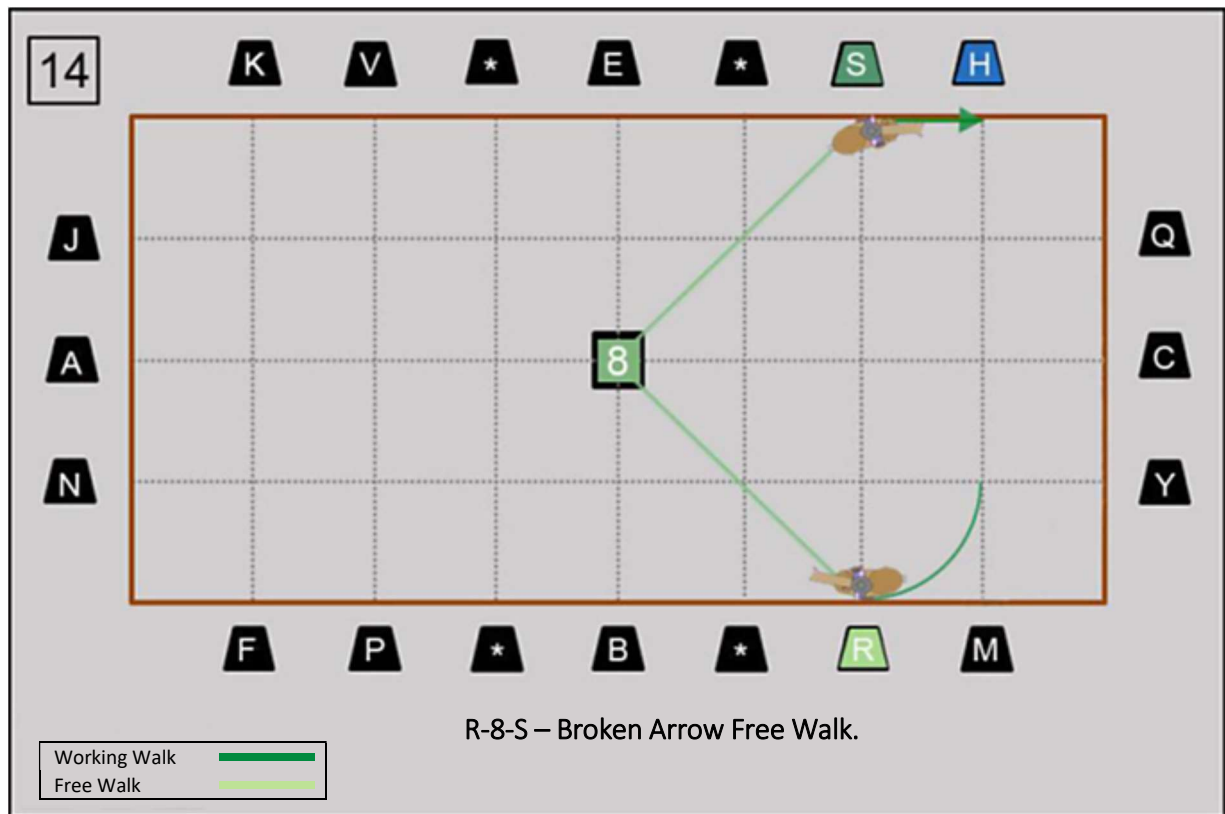 14
K V * E * S H
J Q
8
A C
N Y
F P * B * R M
R-8-S – Broken Arrow Free Walk.
Working Walk
Free Walk